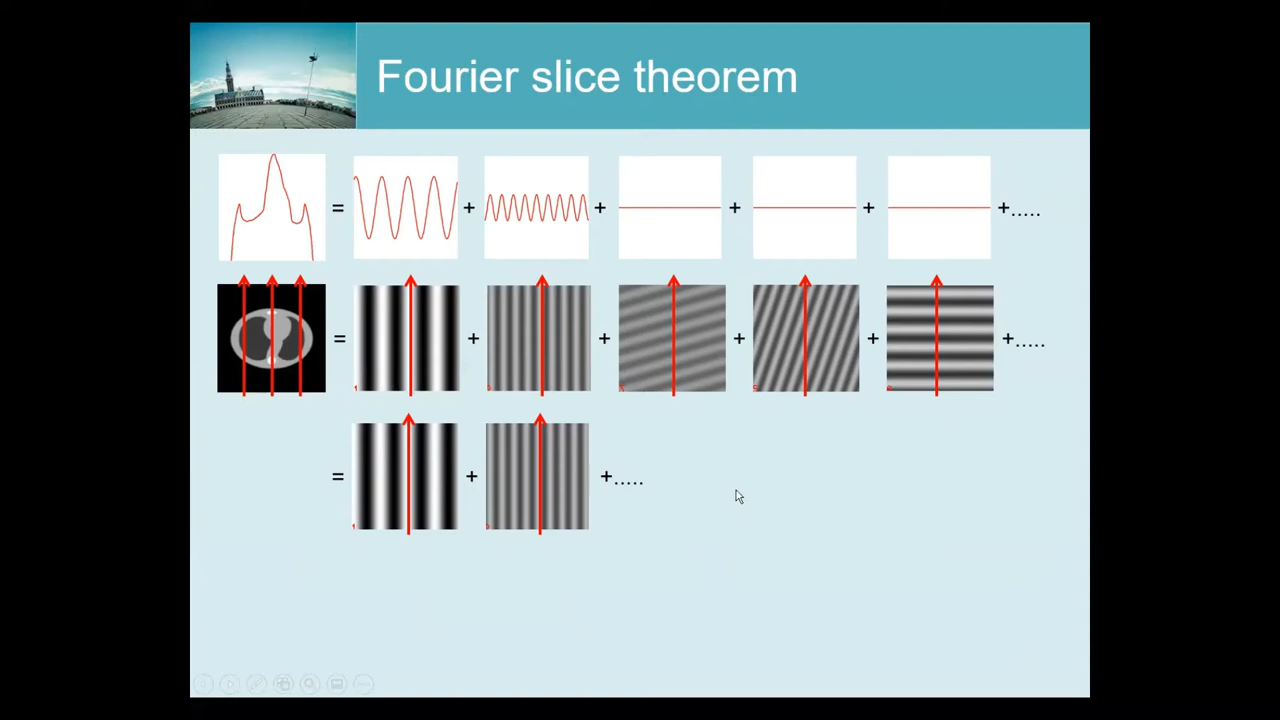 Fourier slice theorem
= + + + + +.....
= + + + + +.....
= + +.....